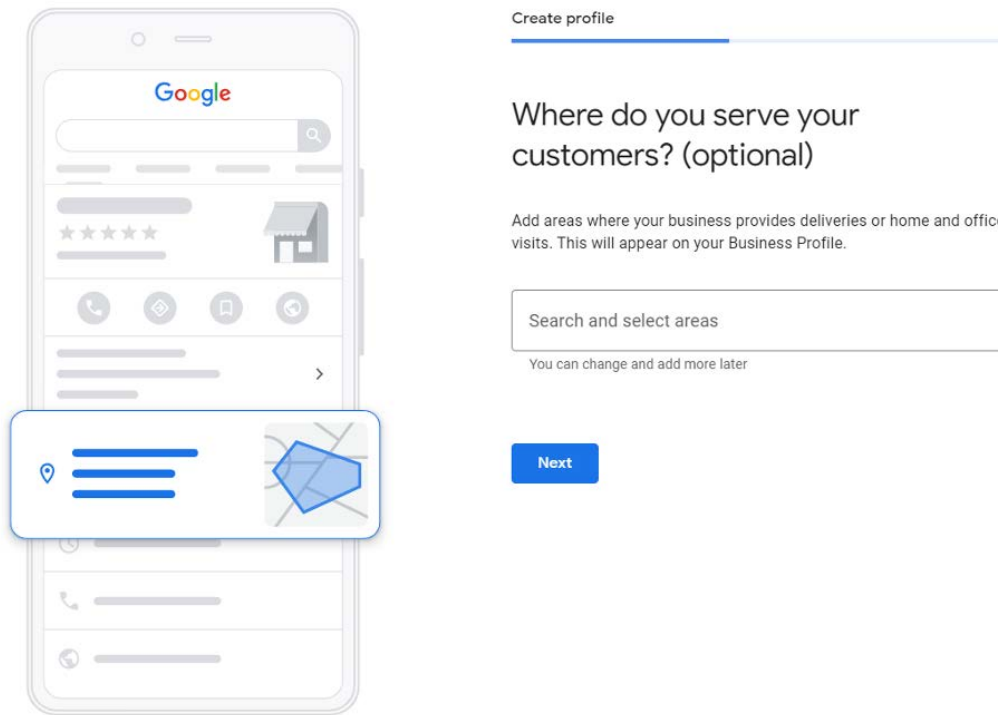 Google
Create profile
Where do you serve your
customers? (optional)
Add areas where your business provides deliveries or home and office
visits. This will appear on your Business Profile.
Search and select areas
You can change and add more later
Next